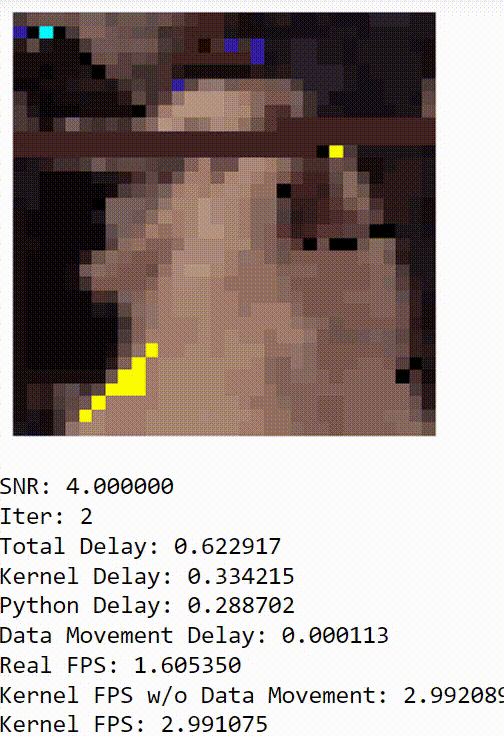 SNR: 4.000000
Iter: 2
Total Delay: 0.622917
Kernel Delay: 0.334215
Python Delay: 0.288702
Data Movement Delay: 0.000113
Real FPS: 1.605350
Kernel FPS w/o Data Movement: 2.992089
Kernel FPS: 2.991075